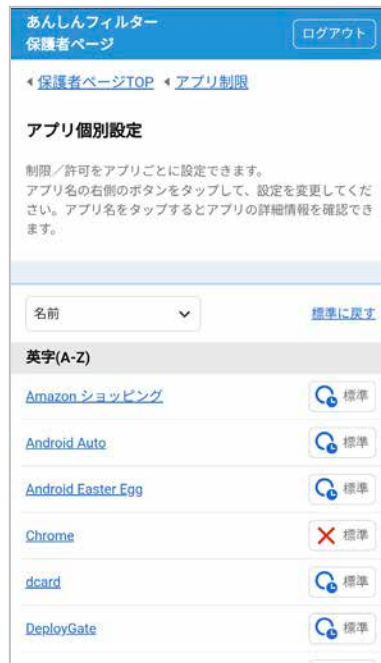 あんしんフィルター
保護者ページ
ログアウト
保護者ページTOP アプリ制限
アプリ個別設定
制限／許可をアプリごとに設定できます。
アプリ名の右側のボタンをタップして、設定を変更してくだ
さい。アプリ名をタップするとアプリの詳細情報を確認でき
ます。
名前 標準に戻す
英字(A-Z)
Amazon ショッピング 標準
Android Auto 標準
Android Easter Egg 標準
Chrome 標準
dcard 標準
DeployGate 標準